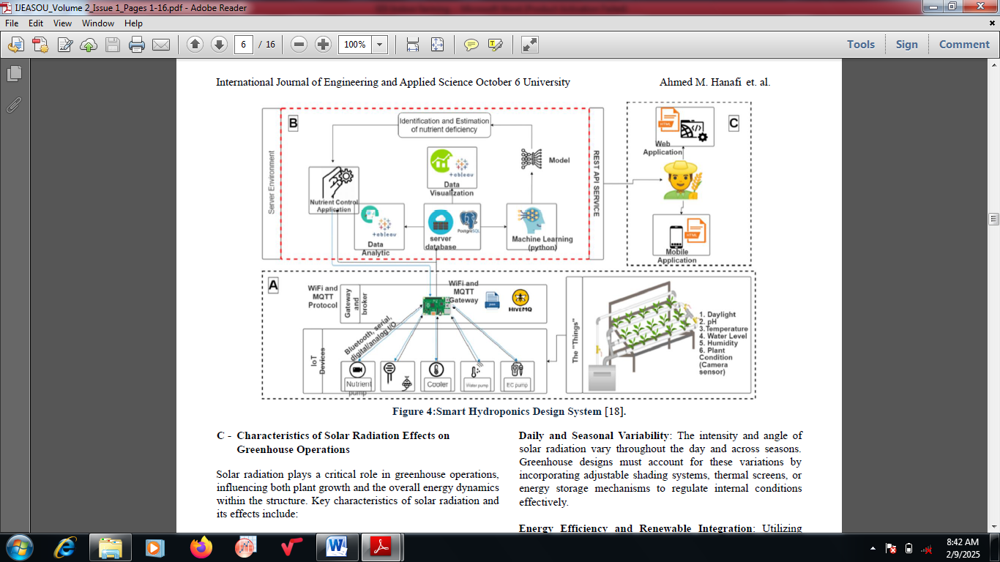 IJEASOU_Volume 2_Issue 1_Pages 1-16.pdf - Adobe Reader
File Edit View Window Help
6 / 16
100%
Tools
Sign
Comment
International Journal of Engineering and Applied Science October 6 University
Ahmed M. Hanafi et. al.
B
Server Environment
Identification and Estimation
of nutrient deficiency
Nutrient Control
Application
+ableau
Data
Visualization
Model
+ableau
Data
Analytic
PostgreSQL
server
database
Machine Learning
(python)
REST API SERVICE
C
HTML
Web
Application
HTML
Mobile
Application
A
WiFi and
MQTT
Protocol
Gateway
and
broker
WiFi and
MQTT
Gateway
HIVEMQ
Bluetooth, serial,
digital/analog I/O
IoT
Devices
Nutrient
pump
Cooler
Water pump
EC pump
The "Things"
1. Daylight
2. pH
3.Temperature
4. Water Level
5. Humidity
6. Plant
Condition
(Camera
sensor)
Figure 4:Smart Hydroponics Design System [18].
C - Characteristics of Solar Radiation Effects on
Greenhouse Operations
Solar radiation plays a critical role in greenhouse operations,
influencing both plant growth and the overall energy dynamics
within the structure. Key characteristics of solar radiation and
its effects include:
Daily and Seasonal Variability: The intensity and angle of
solar radiation vary throughout the day and across seasons.
Greenhouse designs must account for these variations by
incorporating adjustable shading systems, thermal screens, or
energy storage mechanisms to regulate internal conditions
effectively.
Energy Efficiency and Renewable Integration: Utilizing
8:42 AM
2/9/2025